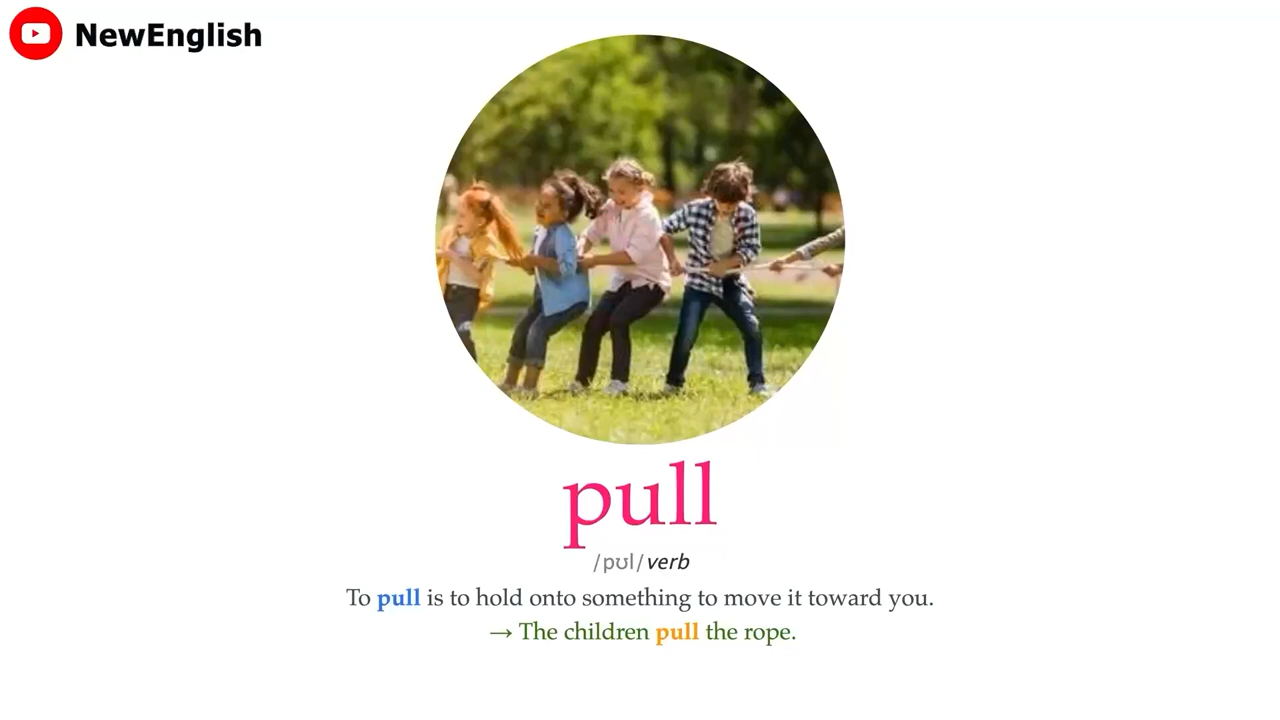 NewEnglish
pull
/pʊl/ verb
To pull is to hold onto something to move it toward you.
→ The children pull the rope.